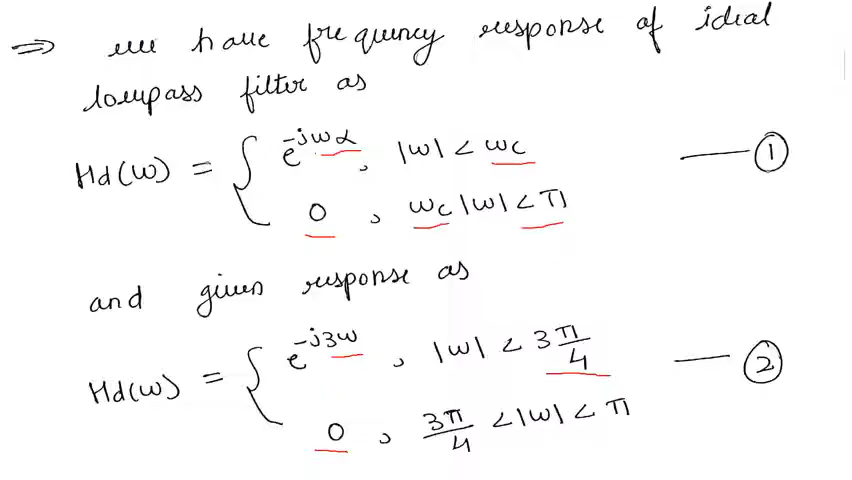 ⇒ we have frequency response of ideal
lowpass filter as
Hd(ω) = { e^{-jωα} , |ω| < ωc —— ①
0 , ωc |ω| < π
and given response as
Hd(ω) = { e^{-j3ω} , |ω| < 3π/4 —— ②
0 , 3π/4 < |ω| < π